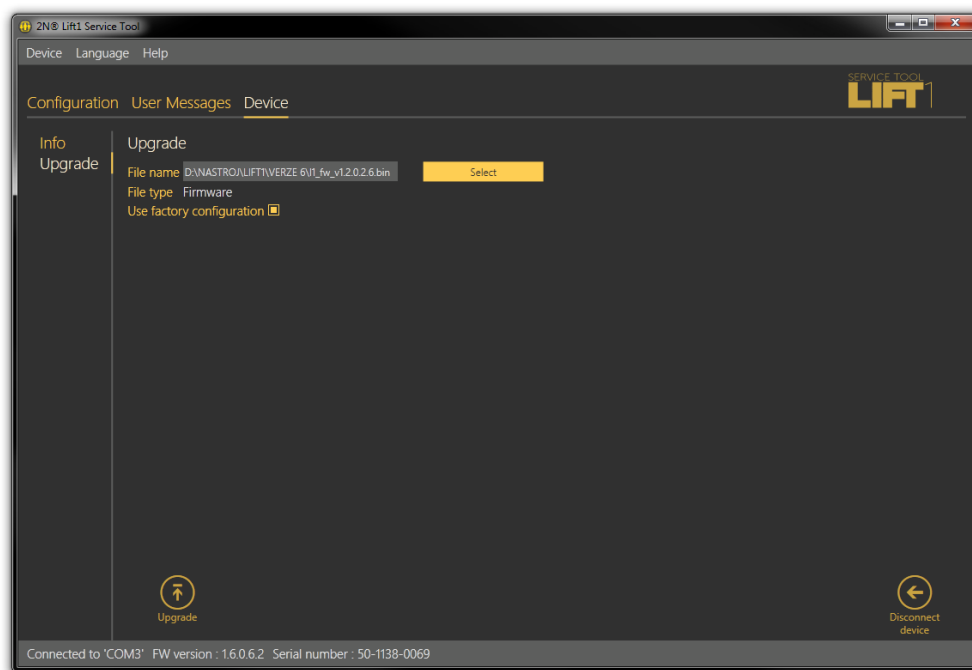 2N® Lift1 Service Tool
Device Language Help
SERVICE TOOL
LIFT1
Configuration User Messages Device
Info
Upgrade
Upgrade
File name D:\NASTROJ\LIFT1\VERZE 6\l1_fw_v1.2.0.2.6.bin Select
File type Firmware
Use factory configuration
Upgrade
Disconnect
device
Connected to 'COM3' FW version : 1.6.0.6.2 Serial number : 50-1138-0069